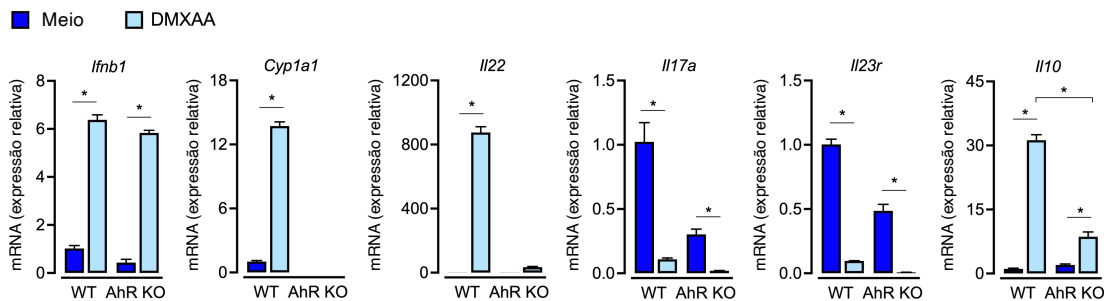 Meio DMXAA
Ifnb1
mRNA (expressão relativa)
8
6
4
2
0
*
*
WT AhR KO
Cyp1a1
mRNA (expressão relativa)
18
12
6
0
*
WT AhR KO
Il22
mRNA (expressão relativa)
1200
800
400
0
*
WT AhR KO
Il17a
mRNA (expressão relativa)
1.5
1.0
0.5
0.0
*
*
WT AhR KO
Il23r
mRNA (expressão relativa)
1.5
1.0
0.5
0.0
*
*
WT AhR KO
Il10
mRNA (expressão relativa)
45
30
15
0
*
*
*
WT AhR KO